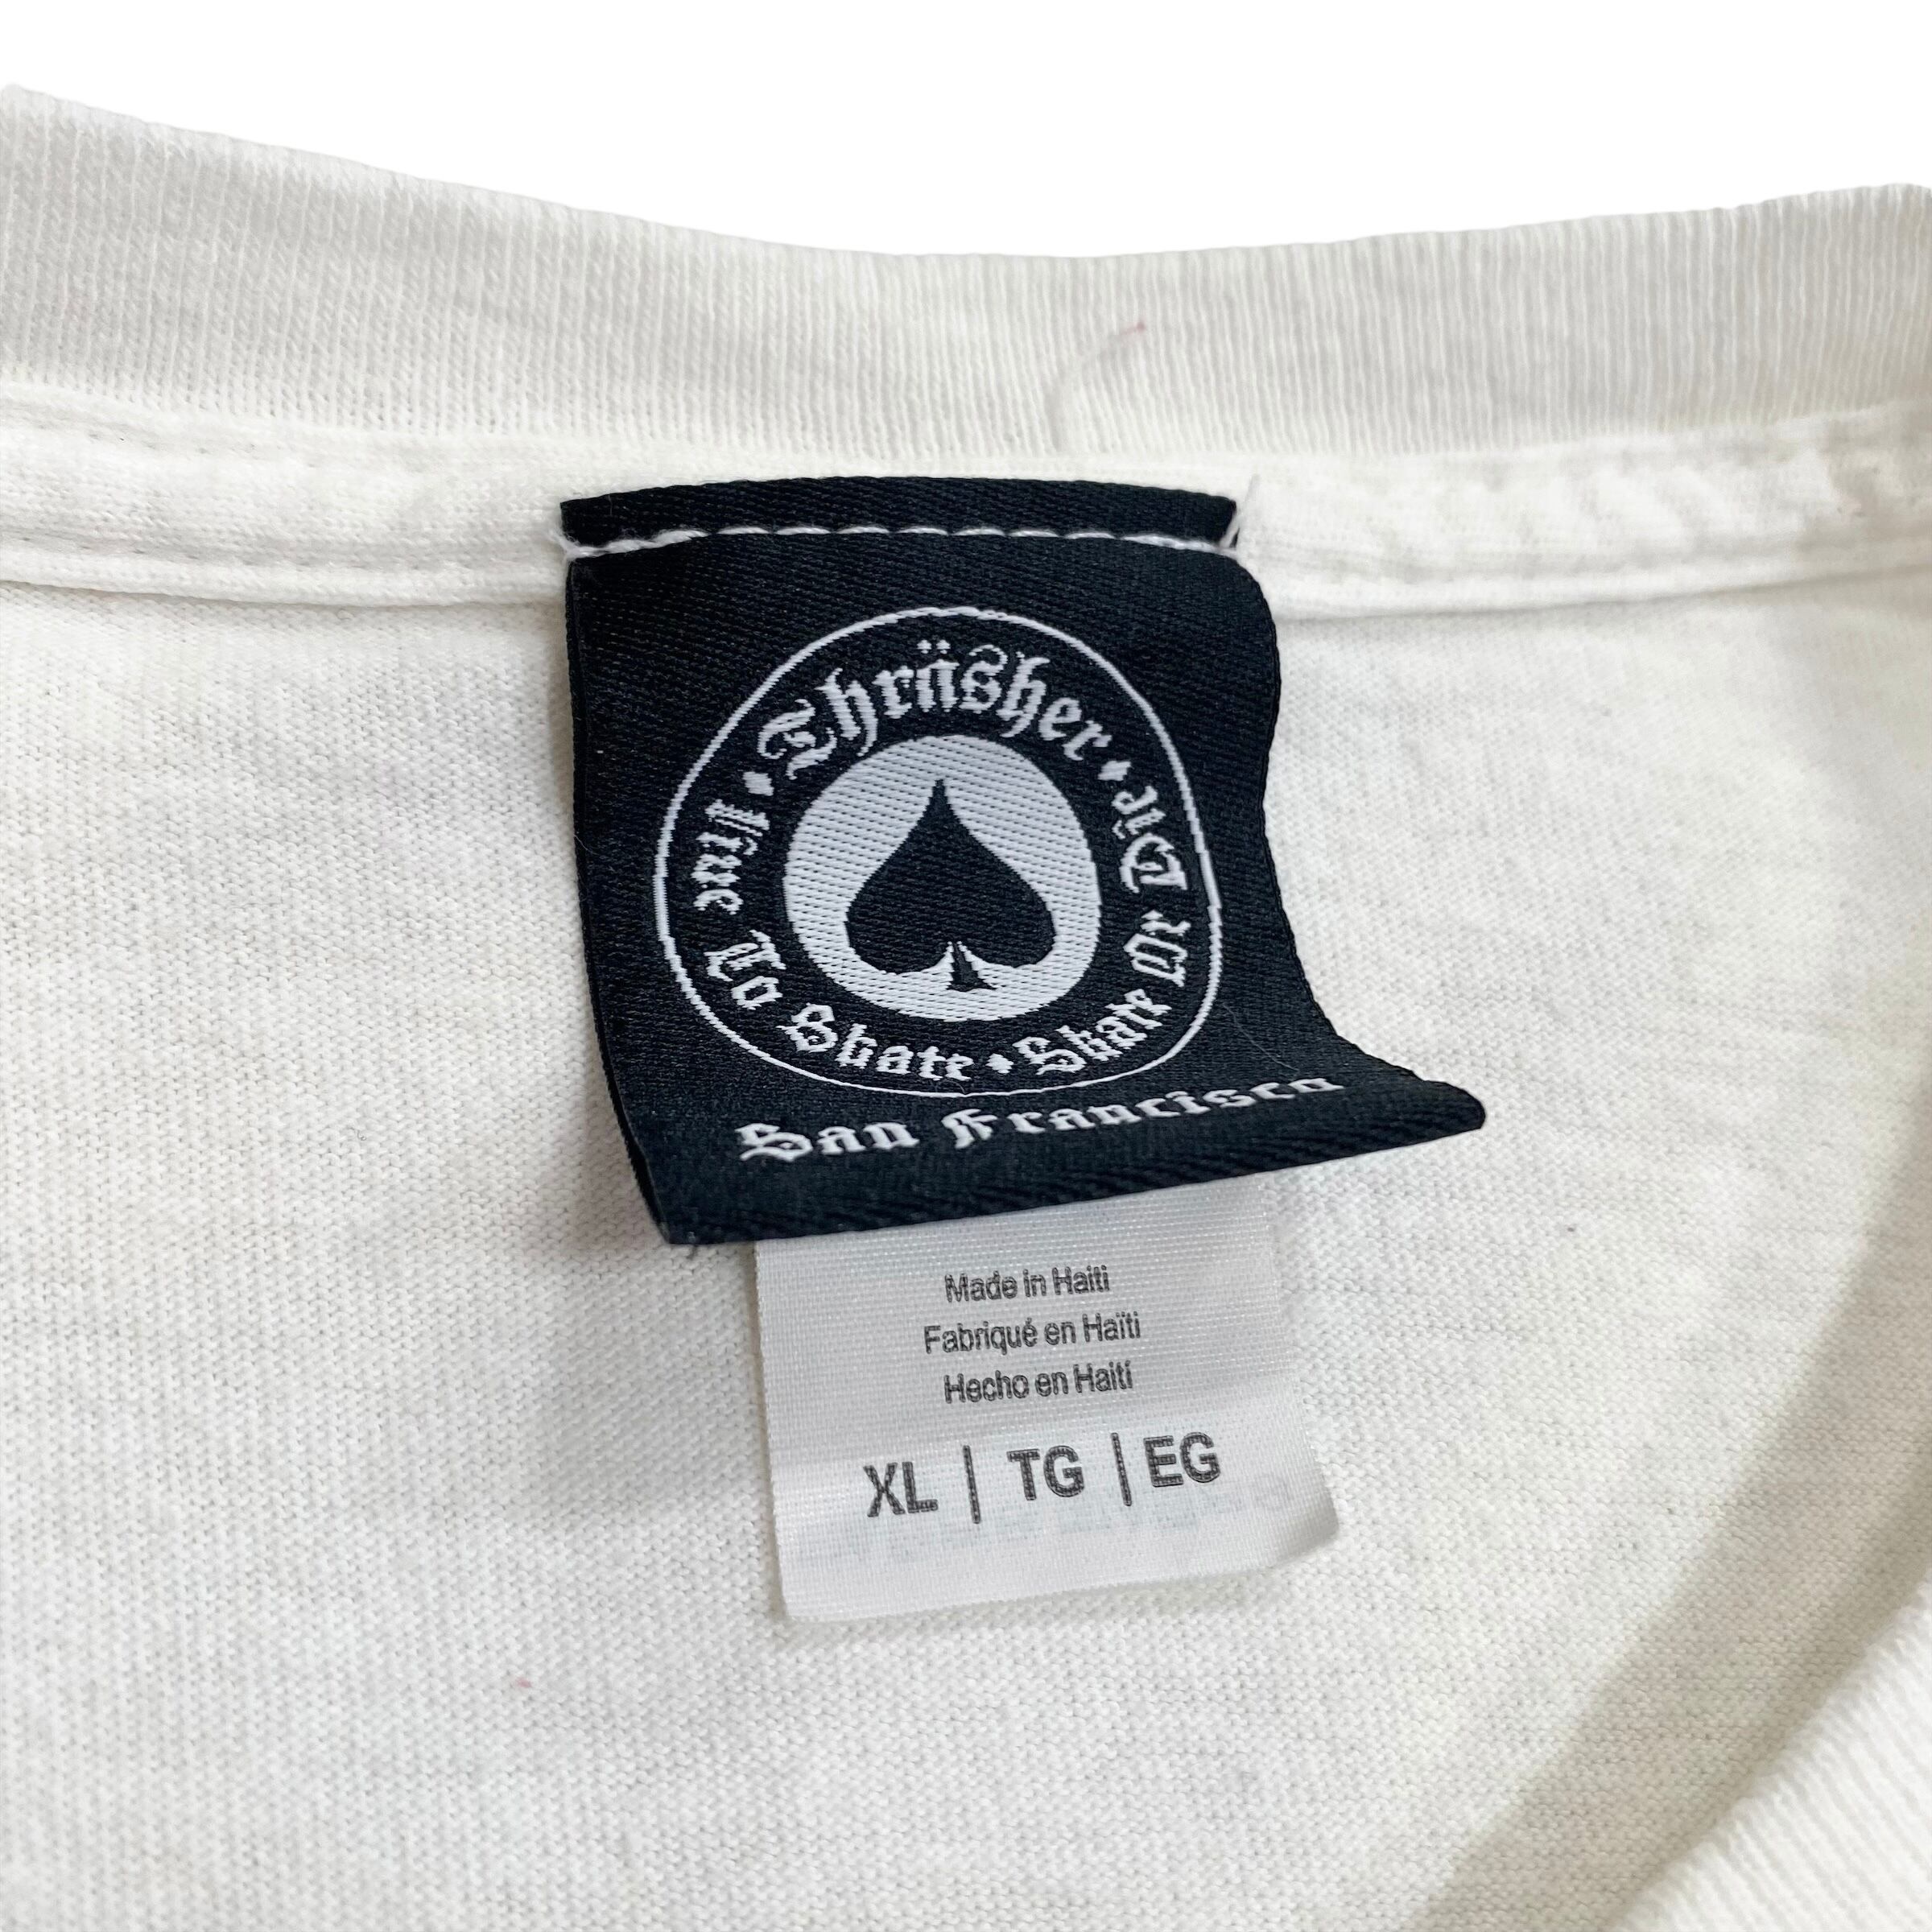 Thräsher
Live To Skate • Skate Or Die
San Francisco
Made in Haiti
Fabriqué en Haïti
Hecho en Haití
XL | TG | EG